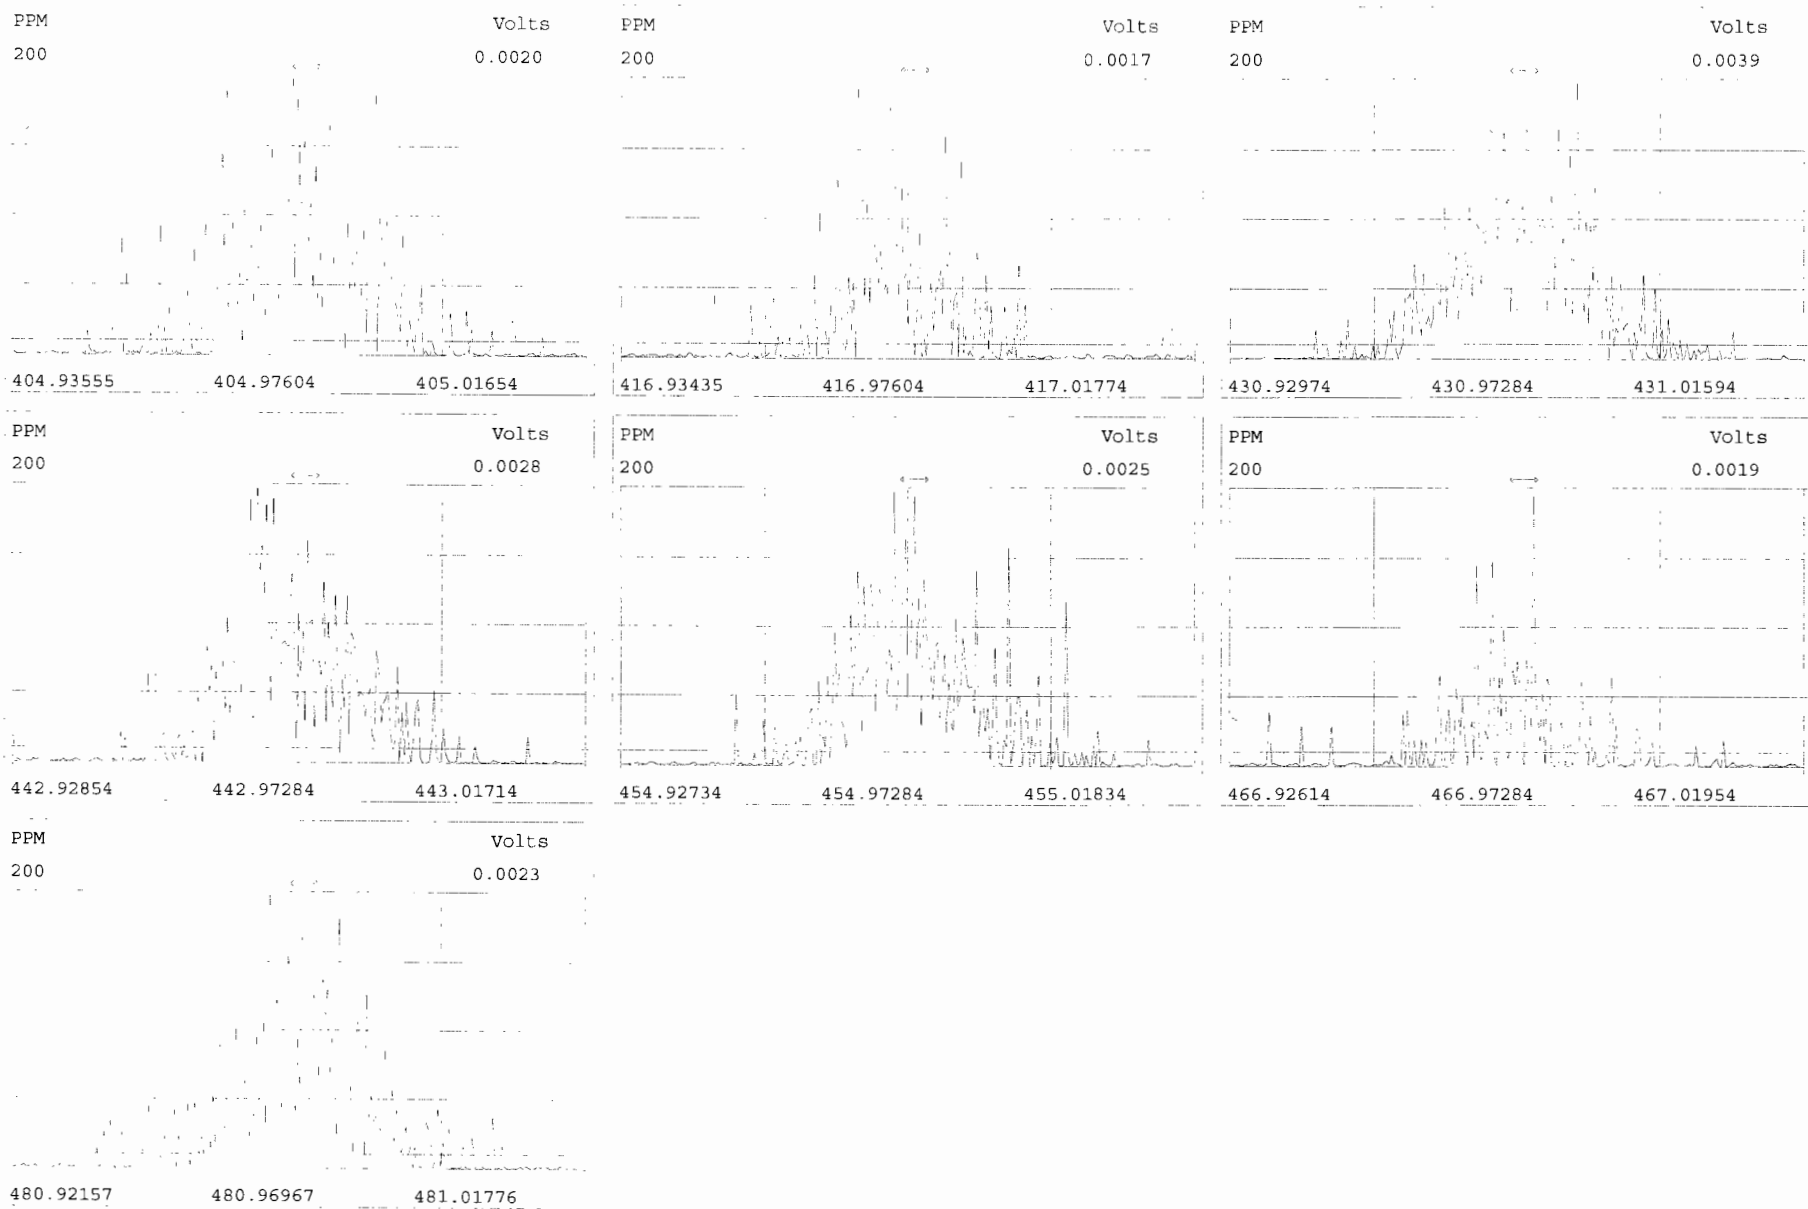 PPM Volts
200 0.0020
404.93555 404.97604 405.01654
PPM Volts
200 0.0017
416.93435 416.97604 417.01774
PPM Volts
200 0.0039
430.92974 430.97284 431.01594
PPM Volts
200 0.0028
442.92854 442.97284 443.01714
PPM Volts
200 0.0025
454.92734 454.97284 455.01834
PPM Volts
200 0.0019
466.92614 466.97284 467.01954
PPM Volts
200 0.0023
480.92157 480.96967 481.01776